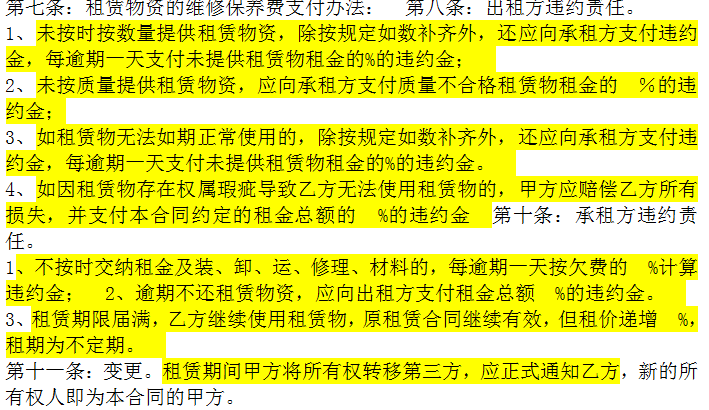 第七条：租赁物资的维修保养费支付办法：　第八条：出租方违约责任。
1、未按时按数量提供租赁物资，除按规定如数补齐外，还应向承租方支付违约
金，每逾期一天支付未提供租赁物租金的%的违约金；
2、未按质量提供租赁物资，应向承租方支付质量不合格租赁物租金的　%的违
约金；
3、如租赁物无法如期正常使用的，除按规定如数补齐外，还应向承租方支付违
约金，每逾期一天支付未提供租赁物租金的%的违约金。
4、如因租赁物存在权属瑕疵导致乙方无法使用租赁物的，甲方应赔偿乙方所有
损失，并支付本合同约定的租金总额的　%的违约金　第十条：承租方违约责
任。
1、不按时交纳租金及装、卸、运、修理、材料的，每逾期一天按欠费的　%计算
违约金；　2、逾期不还租赁物资，应向出租方支付租金总额　%的违约金。
3、租赁期限届满，乙方继续使用租赁物，原租赁合同继续有效，但租价递增　%，
租期为不定期。
第十一条：变更。租赁期间甲方将所有权转移第三方，应正式通知乙方，新的所
有权人即为本合同的甲方。